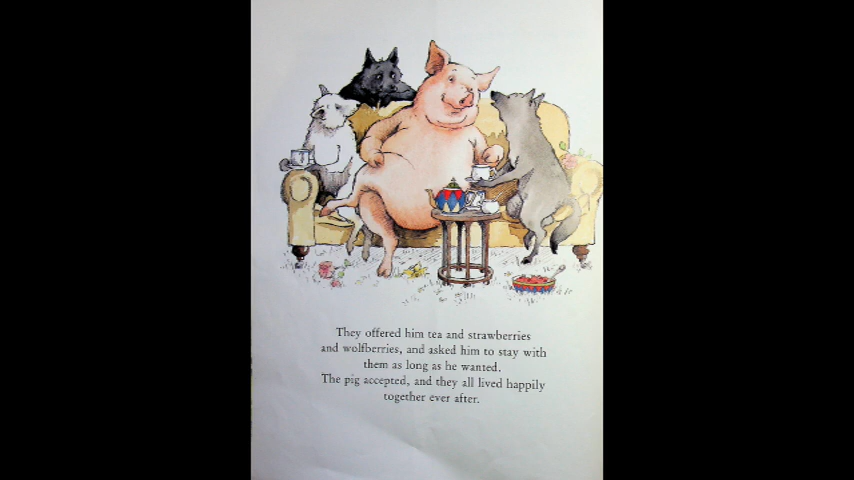 They offered him tea and strawberries
and wolfberries, and asked him to stay with
them as long as he wanted.
The pig accepted, and they all lived happily
together ever after.